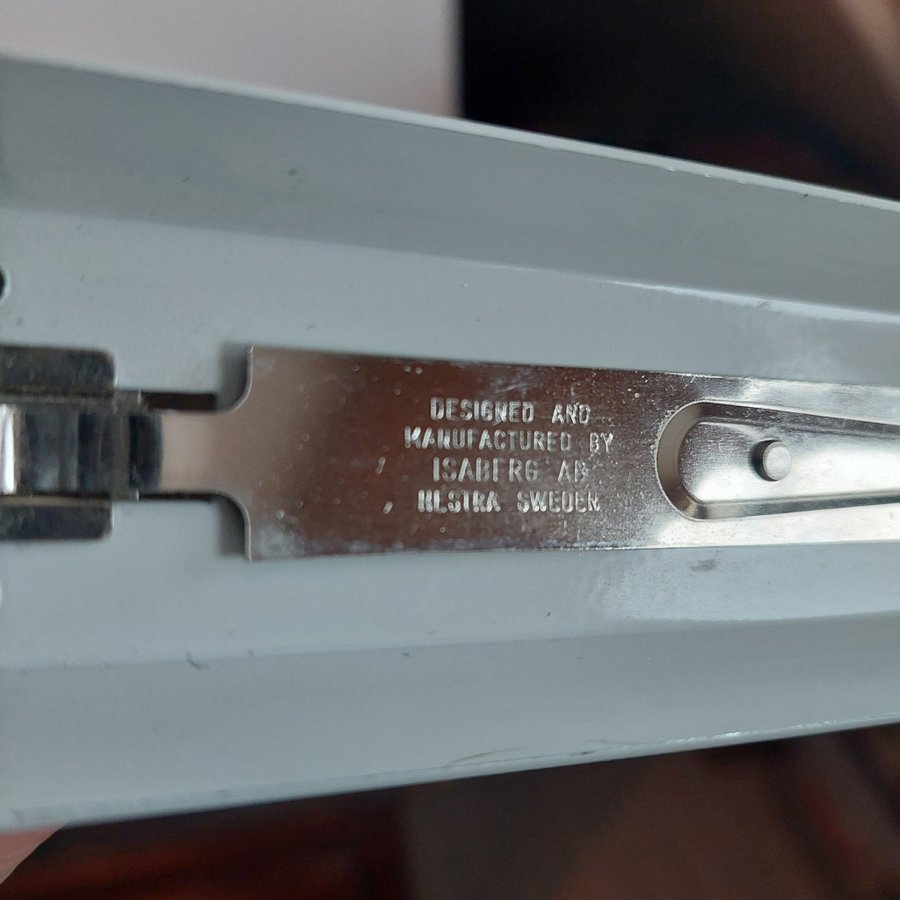 DESIGNED AND
MANUFACTURED BY
ISABERG AB
HESTRA SWEDEN